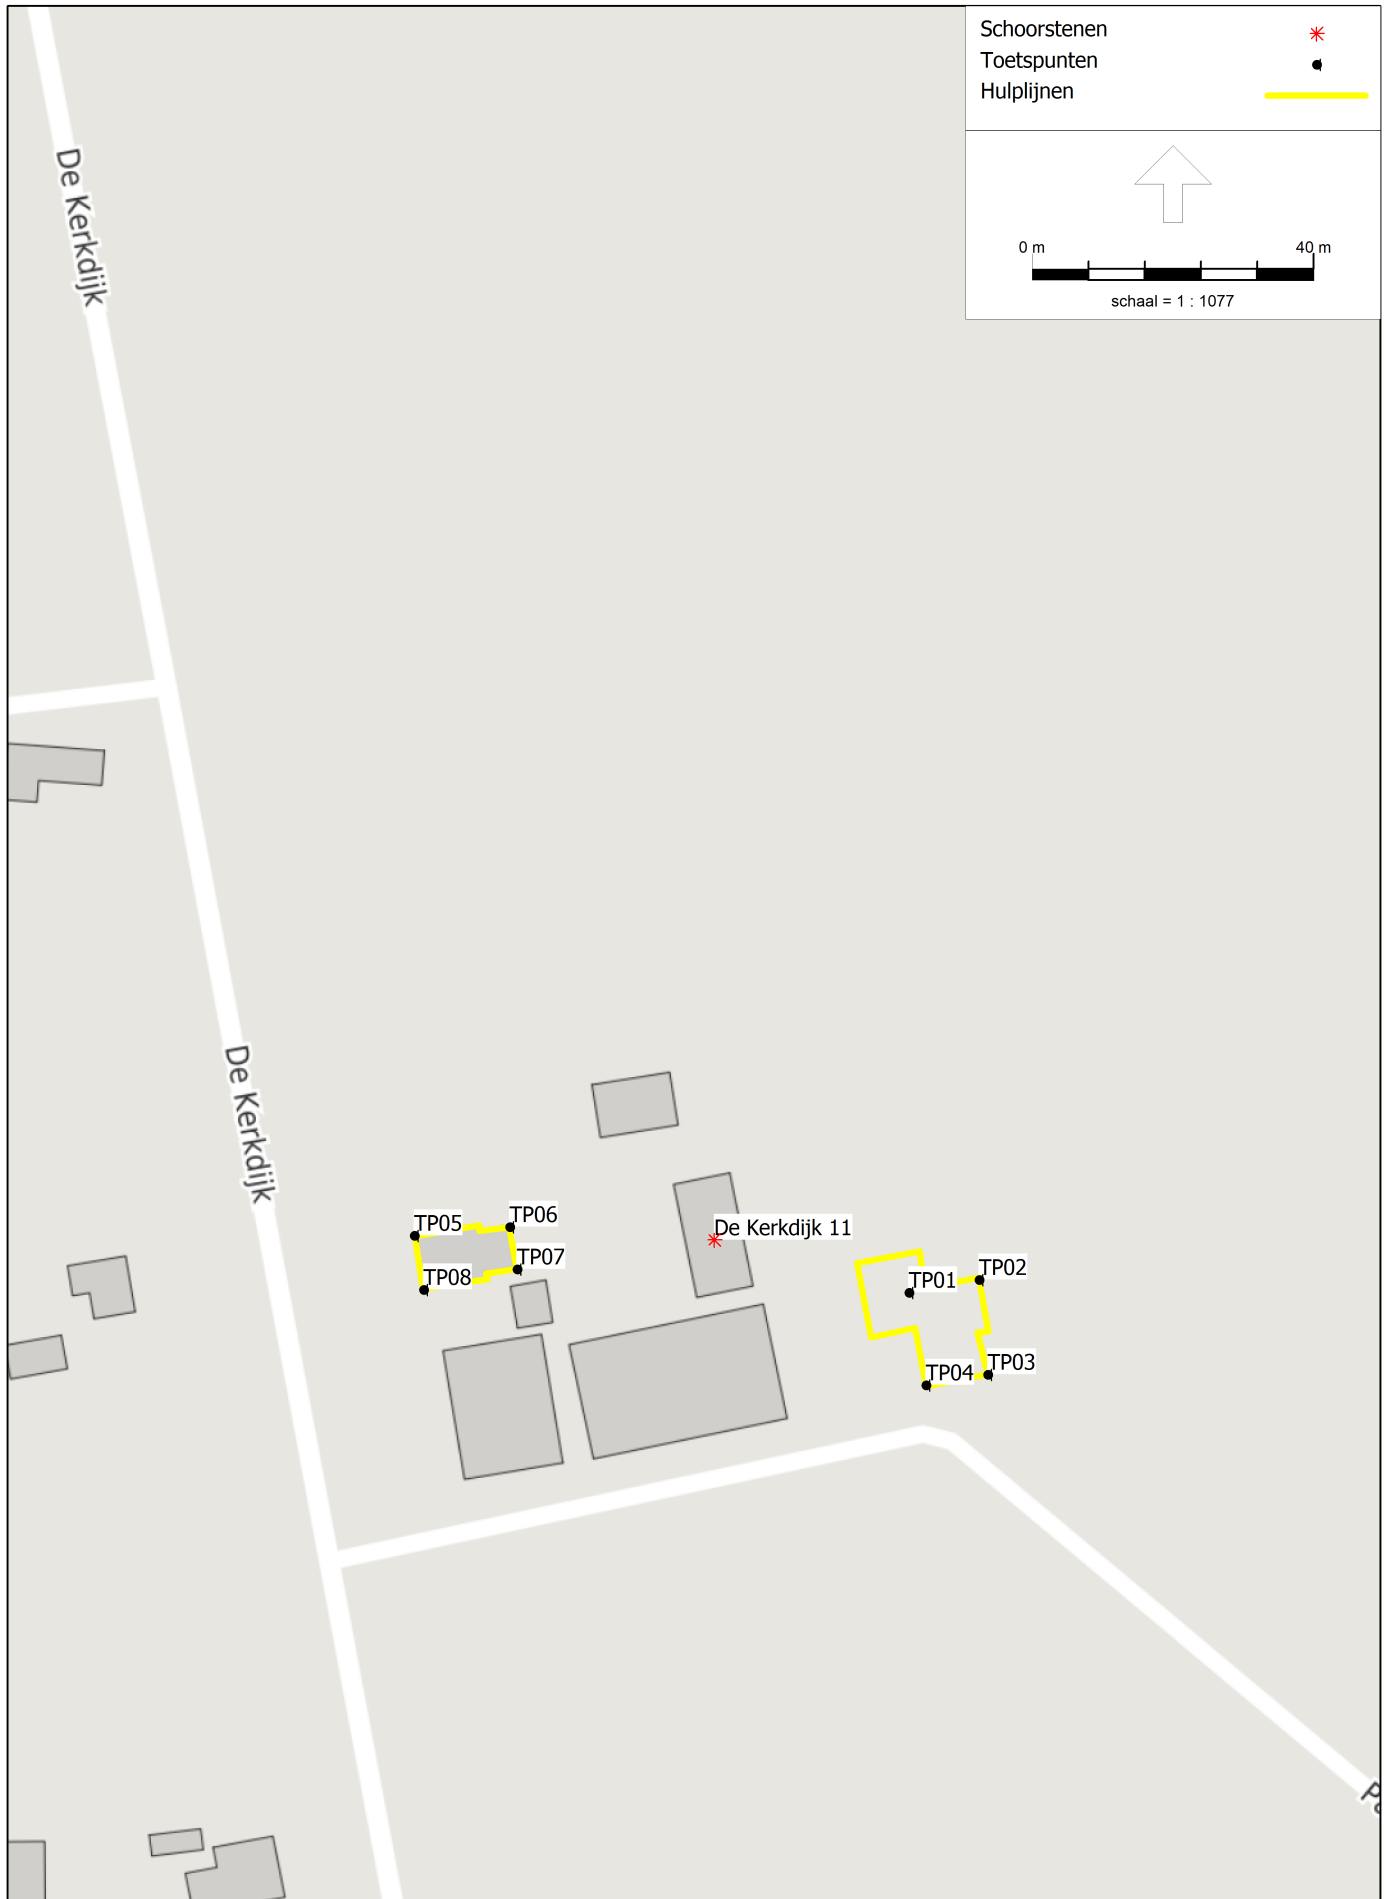 Schoorstenen
Toetspunten
Hulplijnen
0 m 40 m
schaal = 1 : 1077
De Kerkdijk
De Kerkdijk
TP05 TP06
TP07
TP08
De Kerkdijk 11
TP01 TP02
TP03
TP04